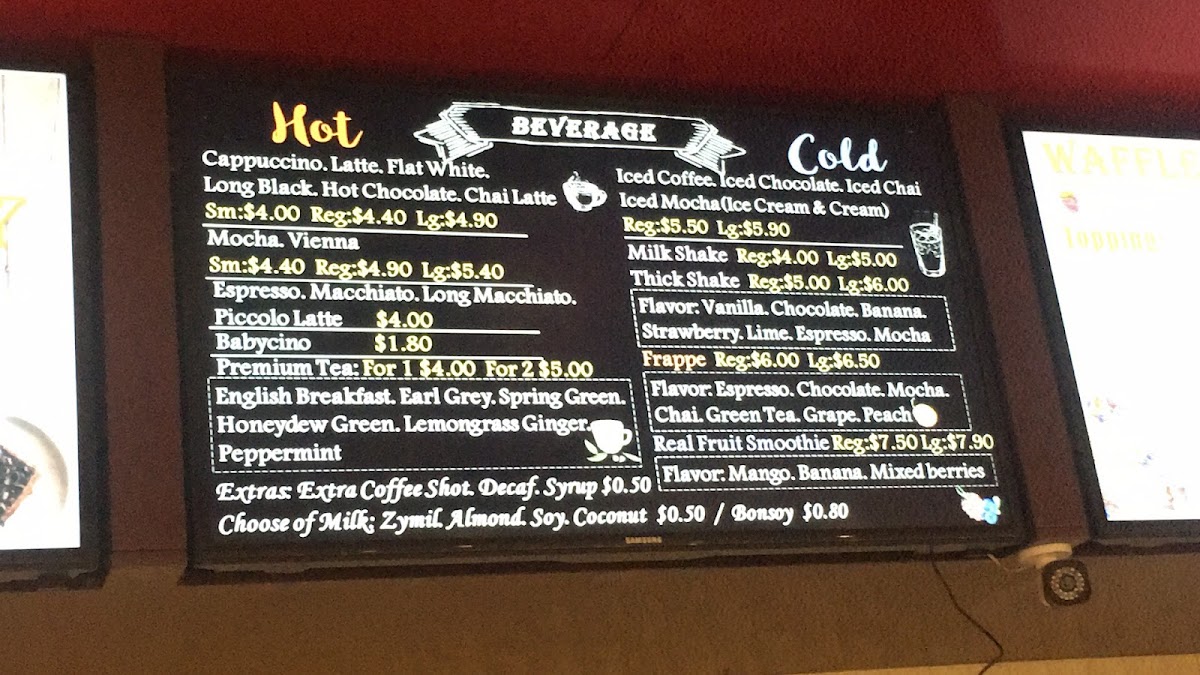 BEVERAGE
Hot
Cappuccino. Latte. Flat White.
Long Black. Hot Chocolate. Chai Latte
Sm:$4.00 Reg:$4.40 Lg:$4.90
Mocha. Vienna
Sm:$4.40 Reg:$4.90 Lg:$5.40
Espresso. Macchiato. Long Macchiato.
Piccolo Latte $4.00
Babycino $1.80
Premium Tea: For 1 $4.00 For 2 $5.00
English Breakfast. Earl Grey. Spring Green.
Honeydew Green. Lemongrass Ginger.
Peppermint
Extras: Extra Coffee Shot. Decaf. Syrup $0.50
Choose of Milk: Zymil. Almond. Soy. Coconut $0.50 / Bonsoy $0.80
Cold
Iced Coffee. Iced Chocolate. Iced Chai
Iced Mocha(Ice Cream & Cream)
Reg:$5.50 Lg:$5.90
Milk Shake Reg:$4.00 Lg:$5.00
Thick Shake Reg:$5.00 Lg:$6.00
Flavor: Vanilla. Chocolate. Banana.
Strawberry. Lime. Espresso. Mocha
Frappe Reg:$6.00 Lg:$6.50
Flavor: Espresso. Chocolate. Mocha.
Chai. Green Tea. Grape. Peach
Real Fruit Smoothie Reg:$7.50 Lg:$7.90
Flavor: Mango. Banana. Mixed berries
SAMSUNG
WAFFLE
Topping